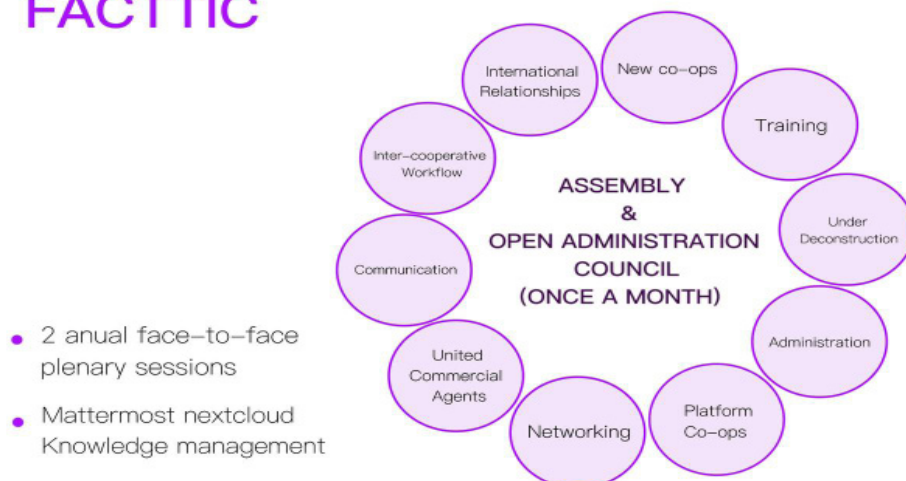 FACTTIC
International
Relationships
New co-ops
Training
Inter-cooperative
Workflow
Under
Deconstruction
Communication
ASSEMBLY
&
OPEN ADMINISTRATION
COUNCIL
(ONCE A MONTH)
Administration
United
Commercial
Agents
Platform
Co-ops
Networking
2 anual face-to-face
plenary sessions
Mattermost nextcloud
Knowledge management